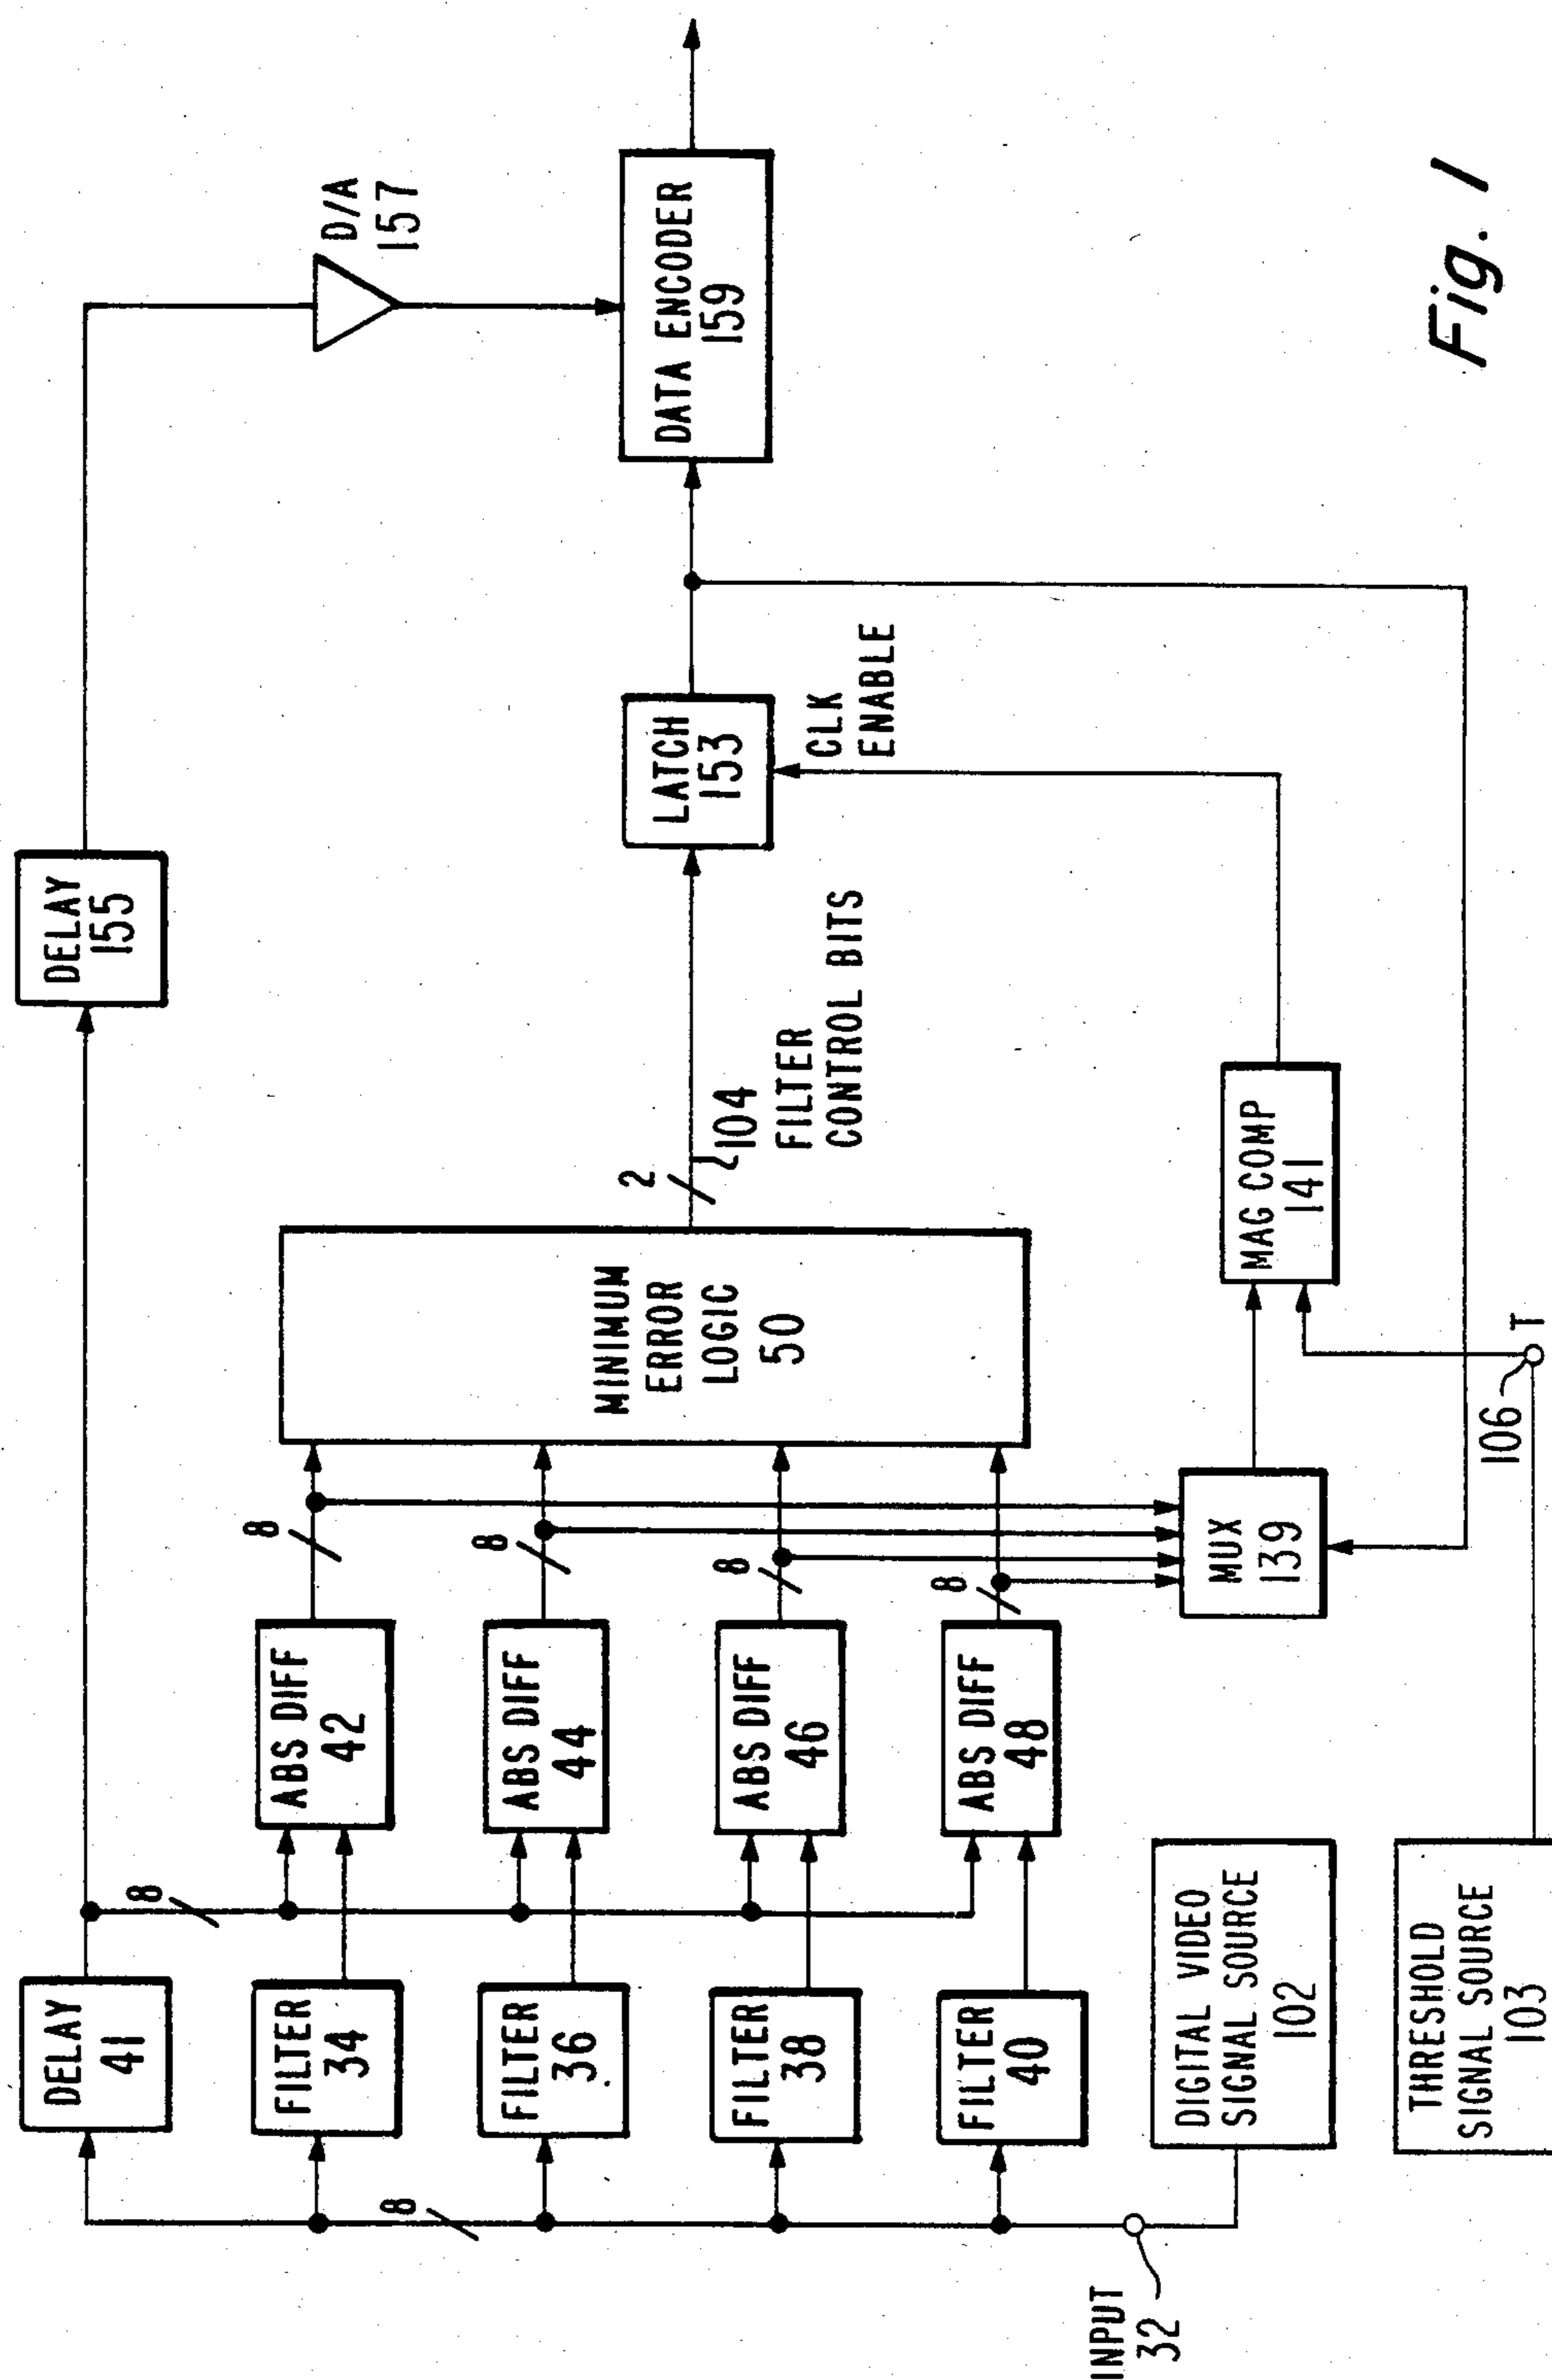 DELAY
41
DELAY
155
D/A
157
8
FILTER
34
ABS DIFF
42
8
8
FILTER
36
ABS DIFF
44
8
MINIMUM
ERROR
LOGIC
50
2
104
FILTER
CONTROL BITS
LATCH
153
CLK
ENABLE
DATA ENCODER
159
FILTER
38
ABS DIFF
46
8
FILTER
40
ABS DIFF
48
8
INPUT
32
DIGITAL VIDEO
SIGNAL SOURCE
102
MUX
139
MAG COMP
141
THRESHOLD
SIGNAL SOURCE
103
106
T
Fig. 1